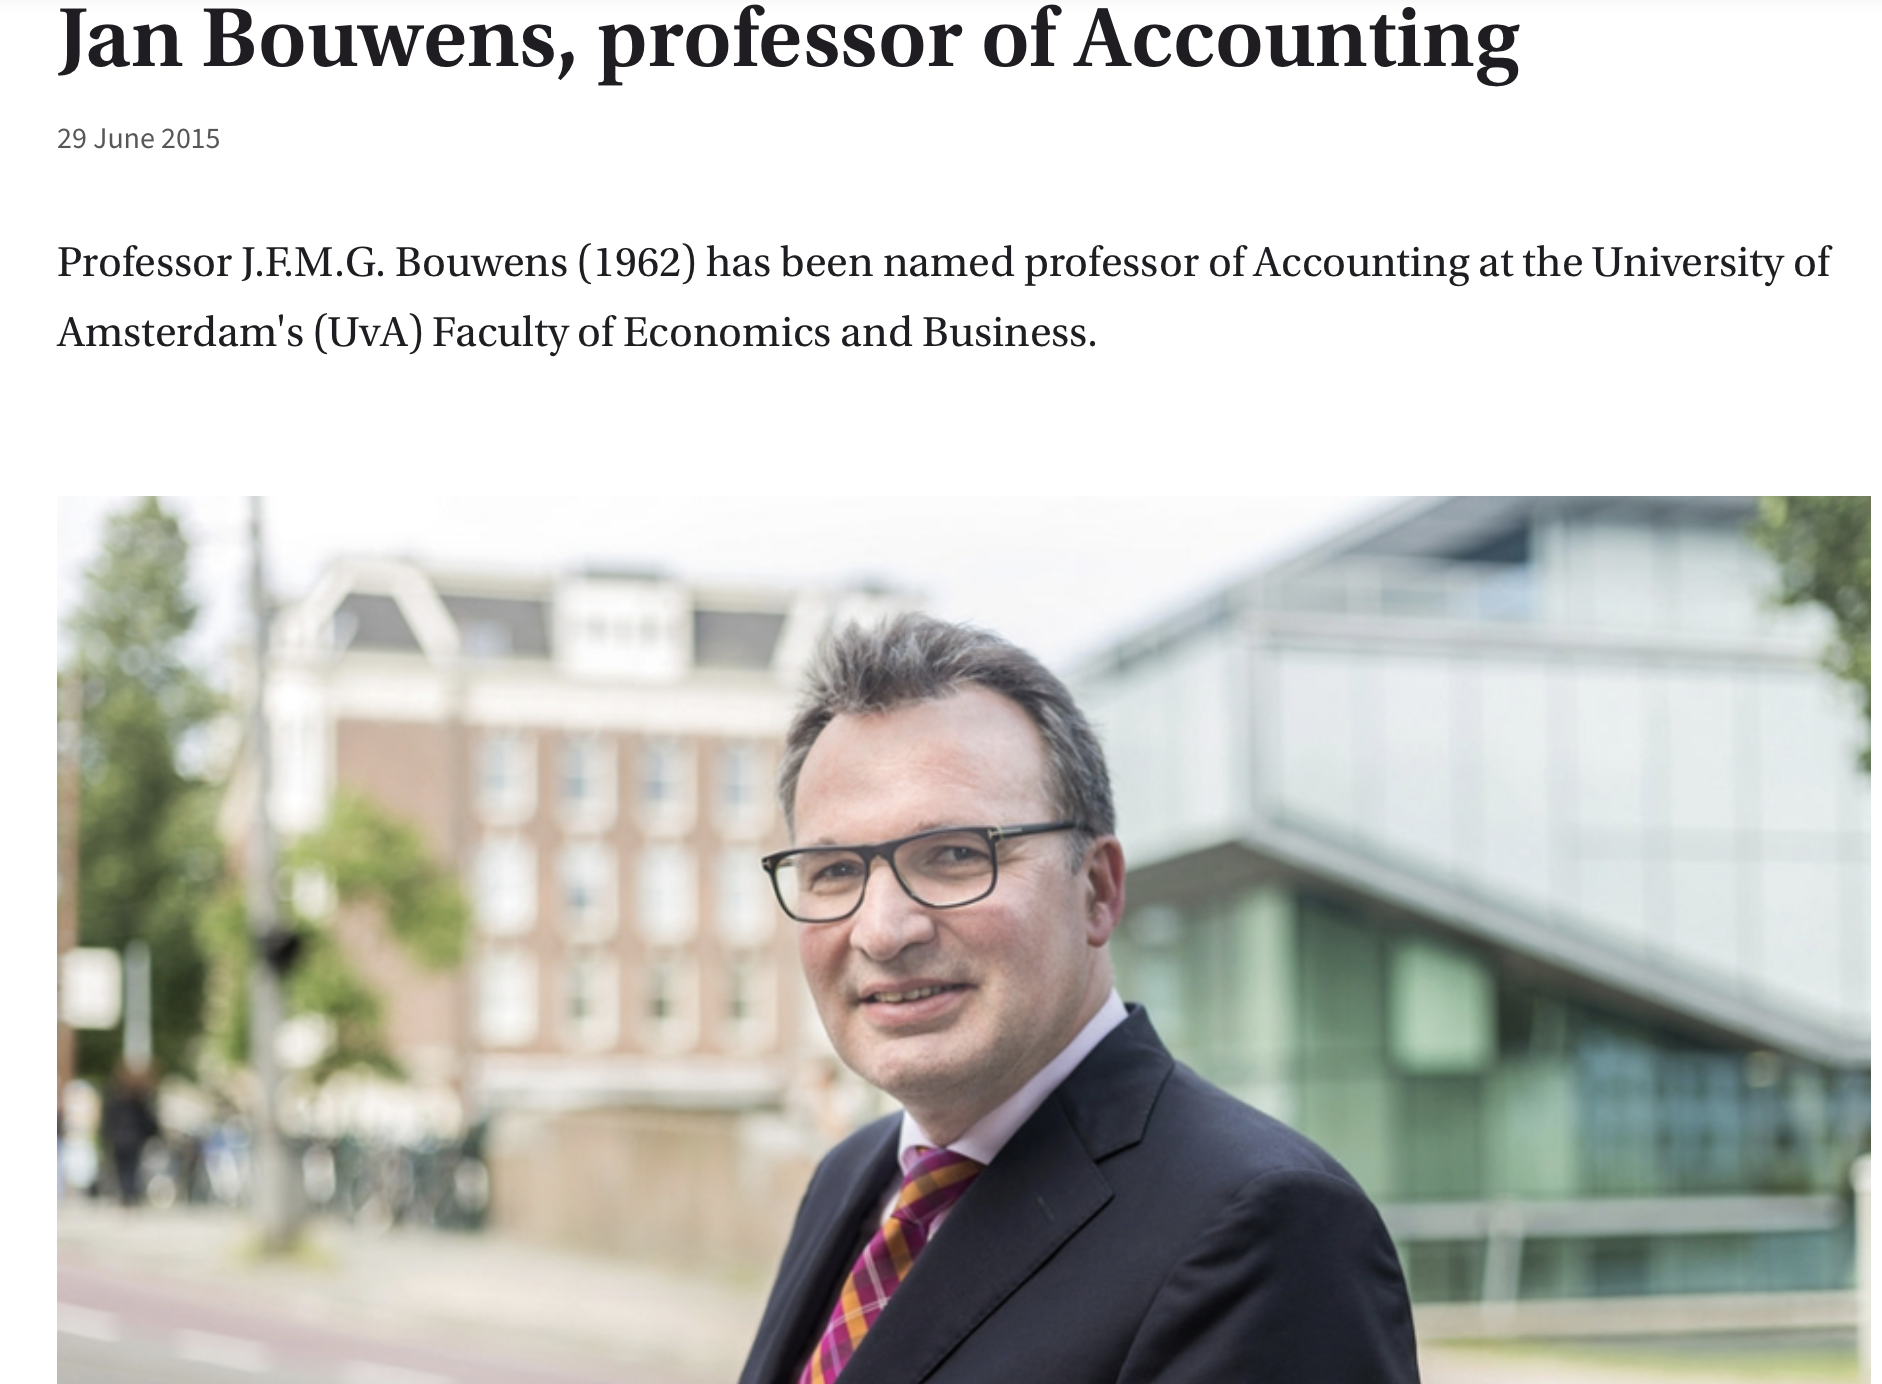 Jan Bouwens, professor of Accounting
29 June 2015
Professor J.F.M.G. Bouwens (1962) has been named professor of Accounting at the University of
Amsterdam's (UvA) Faculty of Economics and Business.